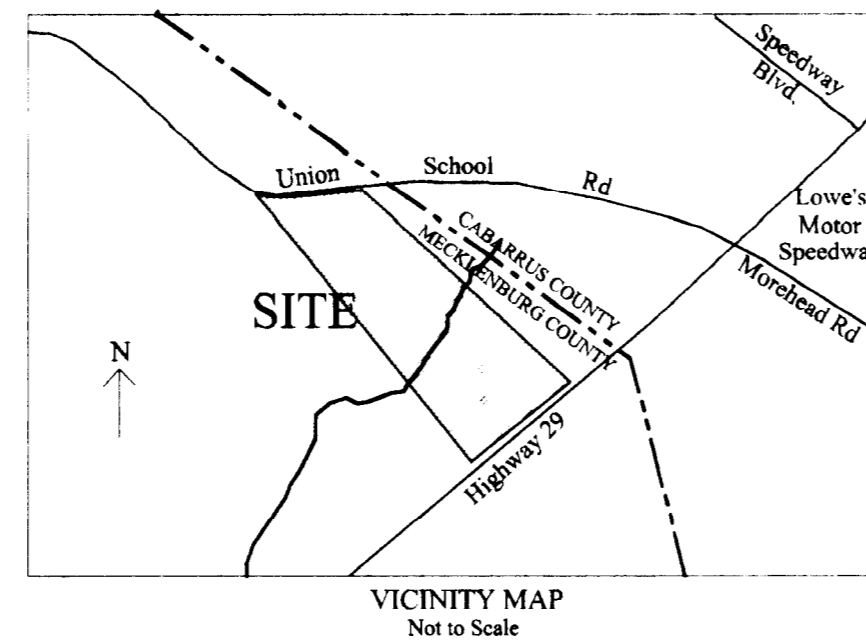 Speedway
Blvd.
Union School Rd
Lowe's
Motor
Speedwa
CABARRUS COUNTY
MECKLENBURG COUNTY
Morehead Rd
SITE
N
Highway 29
VICINITY MAP
Not to Scale